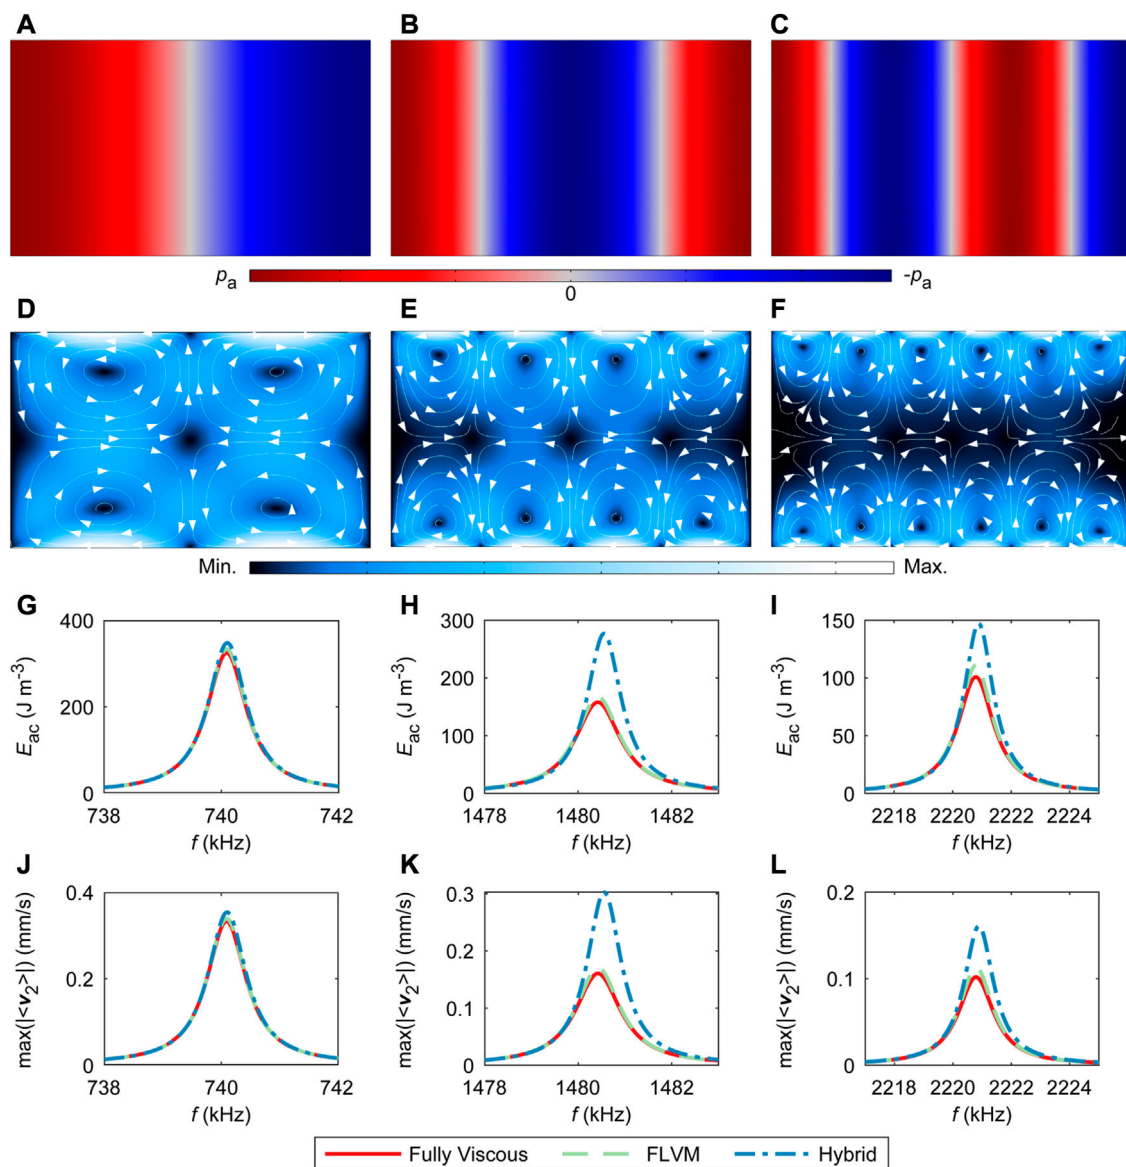 A B C
pa 0 -pa
D E F
Min. Max.
G H I
400
200
0
738 740 742
Eac (J m-3)
f (kHz)
300
200
100
0
1478 1480 1482
Eac (J m-3)
f (kHz)
150
100
50
0
2218 2220 2222 2224
Eac (J m-3)
f (kHz)
J K L
0.4
0.2
0
738 740 742
max(|<v2>|) (mm/s)
f (kHz)
0.3
0.2
0.1
0
1478 1480 1482
max(|<v2>|) (mm/s)
f (kHz)
0.2
0.1
0
2218 2220 2222 2224
max(|<v2>|) (mm/s)
f (kHz)
Fully Viscous FLVM Hybrid